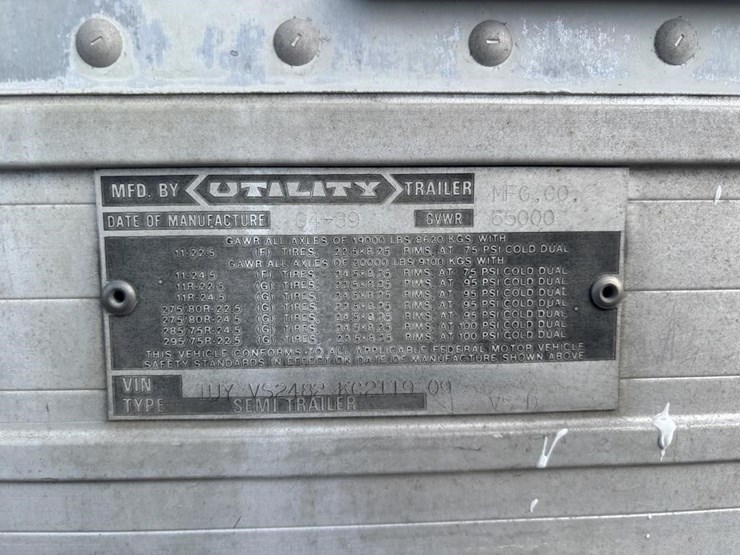 MFD. BY UTILITY TRAILER MFG. CO.
DATE OF MANUFACTURE 04-89 GVWR 65000
GAWR ALL AXLES OF 19000 LBS/8620 KGS WITH
11-22.5 (F) TIRES 22.5X8.25 RIMS AT 75 PSI COLD DUAL
GAWR ALL AXLES OF 20000 LBS/9100 KGS WITH
11-24.5 (F) TIRES 24.5X8.25 RIMS AT 75 PSI COLD DUAL
11R-22.5 (G) TIRES 22.5X8.25 RIMS AT 95 PSI COLD DUAL
11R-24.5 (G) TIRES 24.5X8.25 RIMS AT 95 PSI COLD DUAL
275/80R-22.5 (G) TIRES 22.5X8.25 RIMS AT 95 PSI COLD DUAL
275/80R-24.5 (G) TIRES 24.5X8.25 RIMS AT 95 PSI COLD DUAL
285/75R-24.5 (G) TIRES 24.5X8.25 RIMS AT 100 PSI COLD DUAL
295/75R-22.5 (G) TIRES 22.5X8.25 RIMS AT 100 PSI COLD DUAL
THIS VEHICLE CONFORMS TO ALL APPLICABLE FEDERAL MOTOR VEHICLE
SAFETY STANDARDS IN EFFECT ON DATE OF MANUFACTURE SHOWN ABOVE
VIN 1UY VS2482 KC2119 09
TYPE SEMI TRAILER